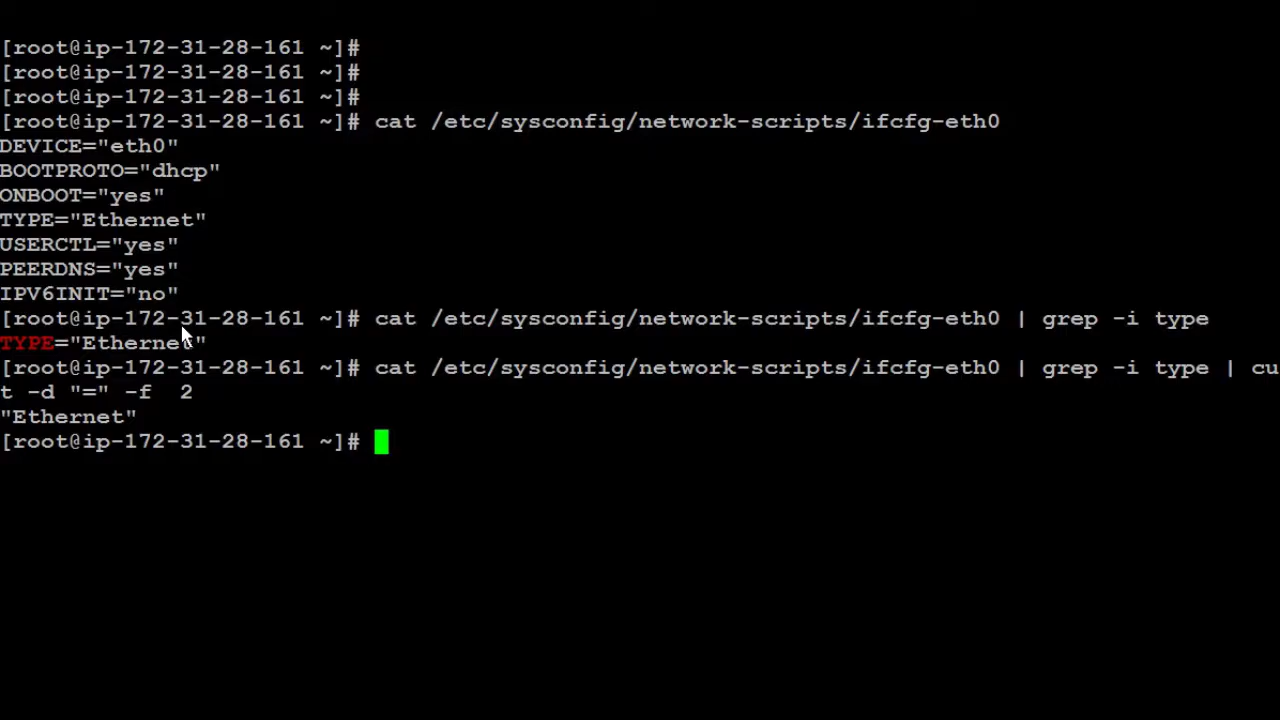 [root@ip-172-31-28-161 ~]#
[root@ip-172-31-28-161 ~]#
[root@ip-172-31-28-161 ~]#
[root@ip-172-31-28-161 ~]# cat /etc/sysconfig/network-scripts/ifcfg-eth0
DEVICE="eth0"
BOOTPROTO="dhcp"
ONBOOT="yes"
TYPE="Ethernet"
USERCTL="yes"
PEERDNS="yes"
IPV6INIT="no"
[root@ip-172-31-28-161 ~]# cat /etc/sysconfig/network-scripts/ifcfg-eth0 | grep -i type
TYPE="Ethernet"
[root@ip-172-31-28-161 ~]# cat /etc/sysconfig/network-scripts/ifcfg-eth0 | grep -i type | cu
t -d "=" -f  2
"Ethernet"
[root@ip-172-31-28-161 ~]#